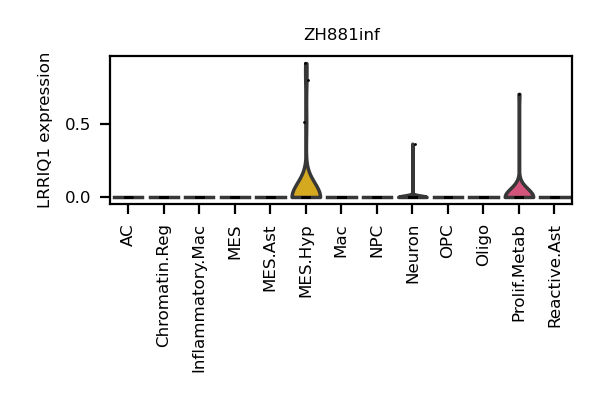 ZH881inf
LRRIQ1 expression
0.5
0.0
AC
Chromatin.Reg
Inflammatory.Mac
MES
MES.Ast
MES.Hyp
Mac
NPC
Neuron
OPC
Oligo
Prolif.Metab
Reactive.Ast